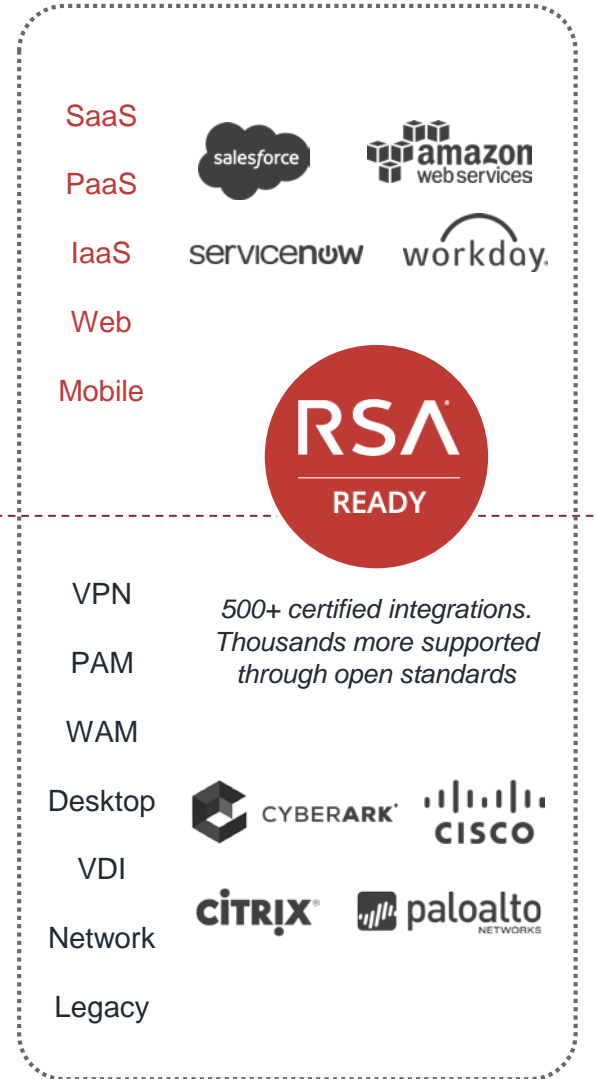 SaaS
salesforce
amazon
web services
PaaS
IaaS
servicenow
workday.
Web
Mobile
RSA
READY
VPN
500+ certified integrations.
Thousands more supported
through open standards
PAM
WAM
Desktop
CYBERARK
CISCO
VDI
CITRIX
paloalto
NETWORKS
Network
Legacy